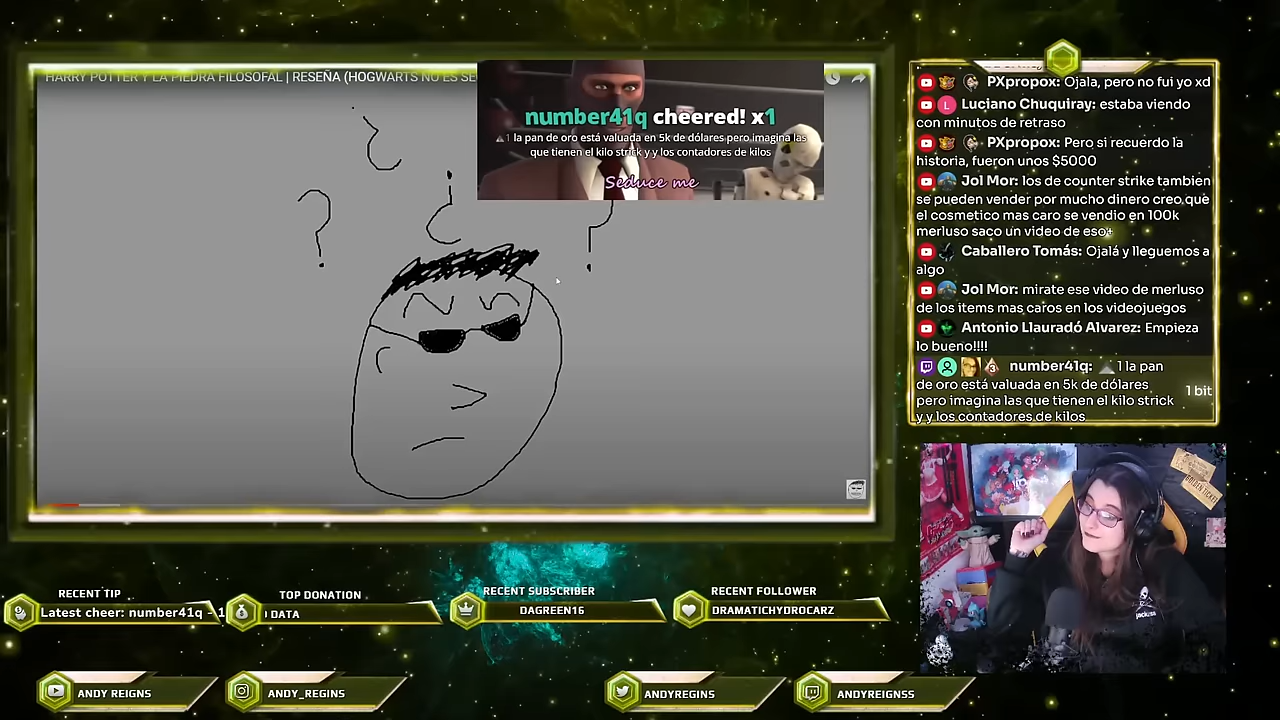 HARRY POTTER Y LA PIEDRA FILOSOFAL | RESEÑA (HOGWARTS NO ES SE
number41q cheered! x1
1 la pan de oro está valuada en 5k de dólares pero imagina las
que tienen el kilo strick y y los contadores de kilos
Seduce me
PXpropox: Ojala, pero no fui yo xd
Luciano Chuquiray: estaba viendo
con minutos de retraso
PXpropox: Pero si recuerdo la
historia, fueron unos $5000
Jol Mor: los de counter strike tambien
se pueden vender por mucho dinero creo que
el cosmetico mas caro se vendio en 100k
merluso saco un video de eso+
Caballero Tomás: Ojalá y lleguemos a
algo
Jol Mor: mirate ese video de merluso
de los items mas caros en los videojuegos
Antonio Llauradó Alvarez: Empieza
lo bueno!!!!
number41q: 1 la pan
de oro está valuada en 5k de dólares
pero imagina las que tienen el kilo strick
y y los contadores de kilos
1 bit
RECENT TIP
Latest cheer: number41q - 1
TOP DONATION
I DATA
RECENT SUBSCRIBER
DAGREEN16
RECENT FOLLOWER
DRAMATICHYDROCARZ
ANDY REIGNS
ANDY_REGINS
ANDYREGINS
ANDYREIGNSS